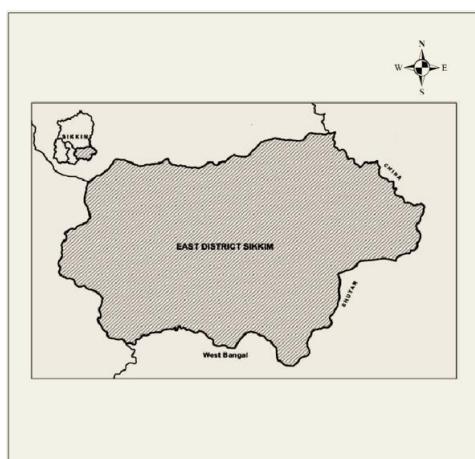 N
W E
S
SIKKIM
CHINA
EAST DISTRICT SIKKIM
BHUTAN
West Bangal